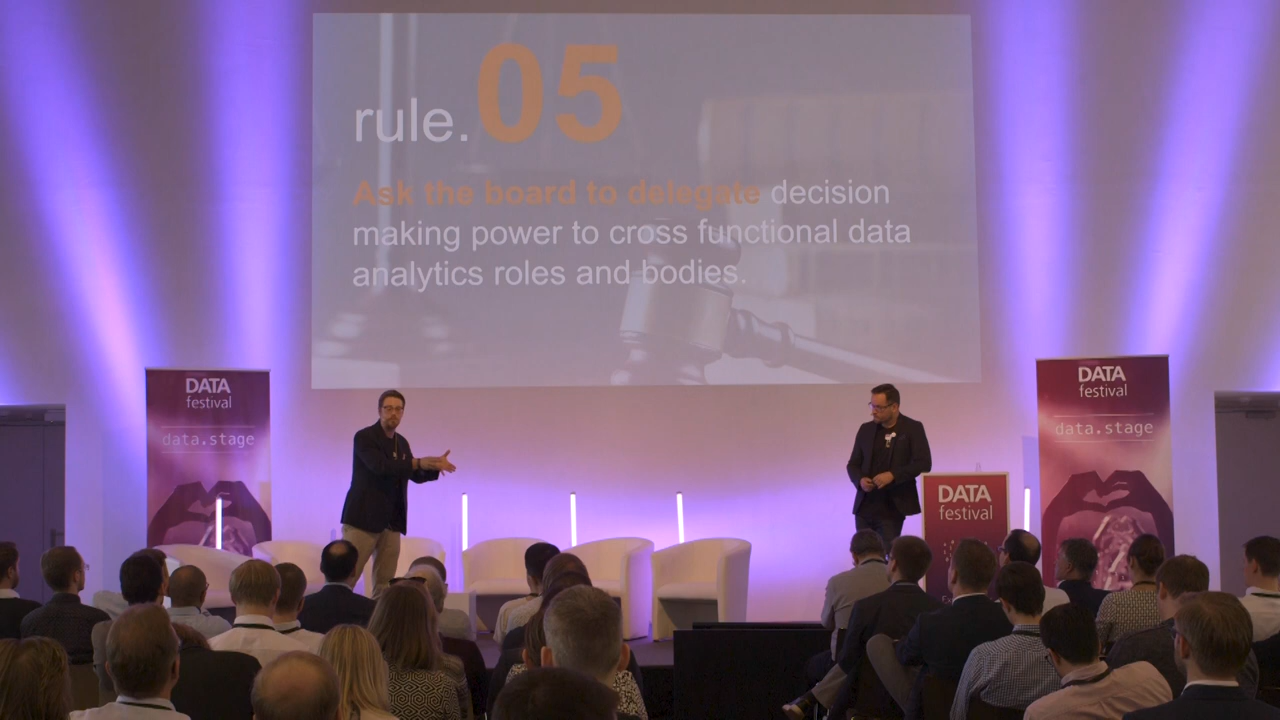 rule.05
Ask the board to delegate decision
making power to cross functional data
analytics roles and bodies.
DATA
festival
data.stage
DATA
festival
data.stage
DATA
festival